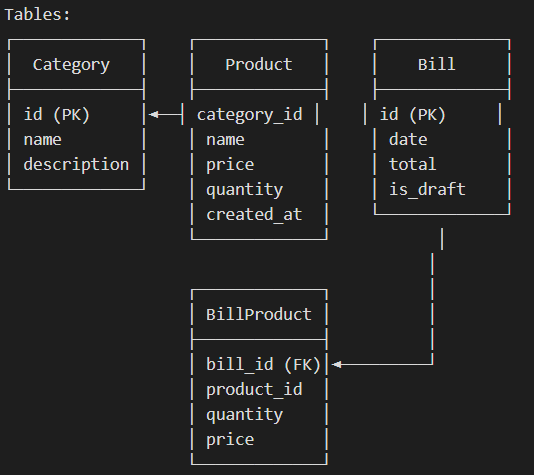 Tables:
Category Product Bill
id (PK) category_id id (PK)
name name date
description price total
quantity is_draft
created_at
BillProduct
bill_id (FK)
product_id
quantity
price